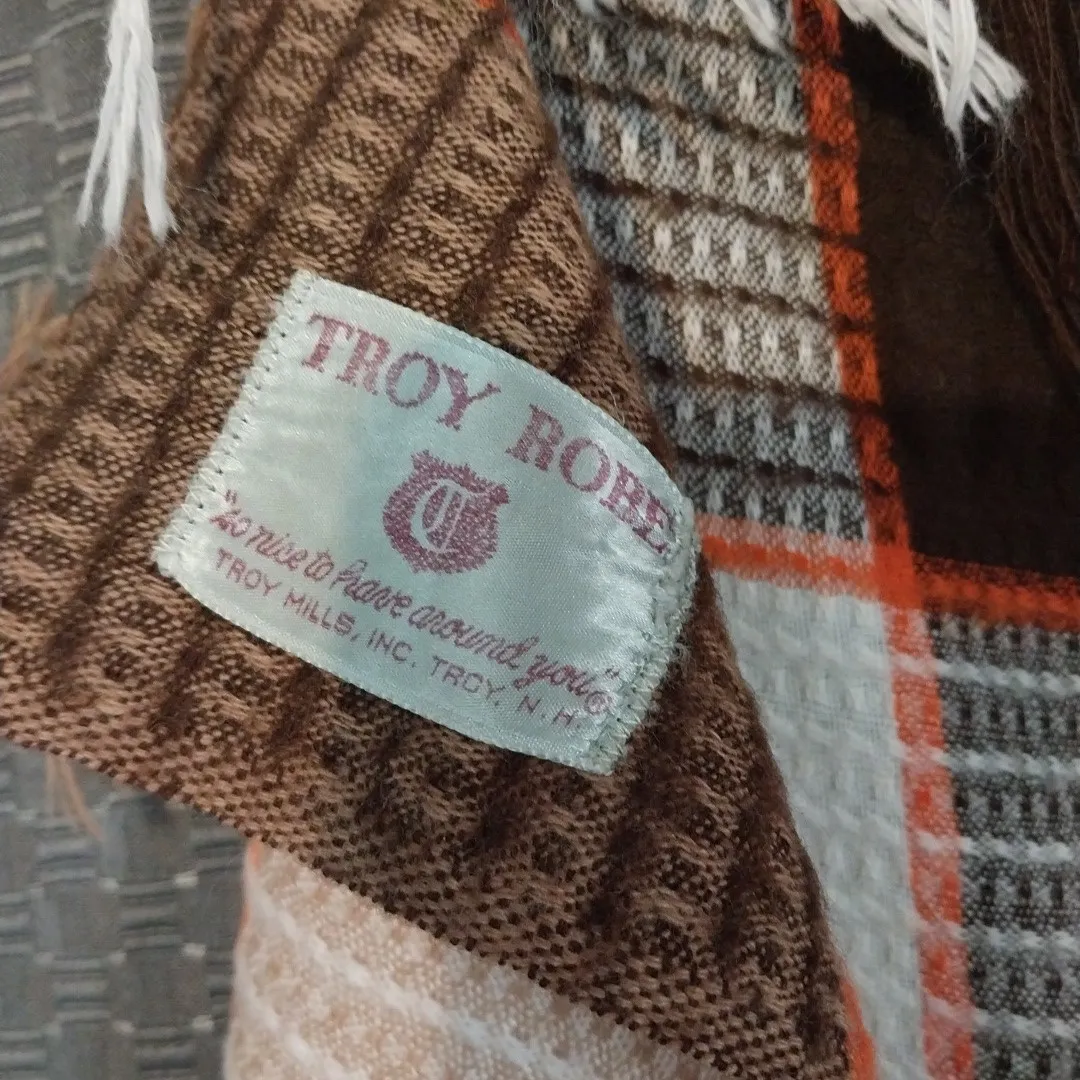 TROY ROBE
T
"so nice to have around you"®
TROY MILLS, INC. TROY, N.H.